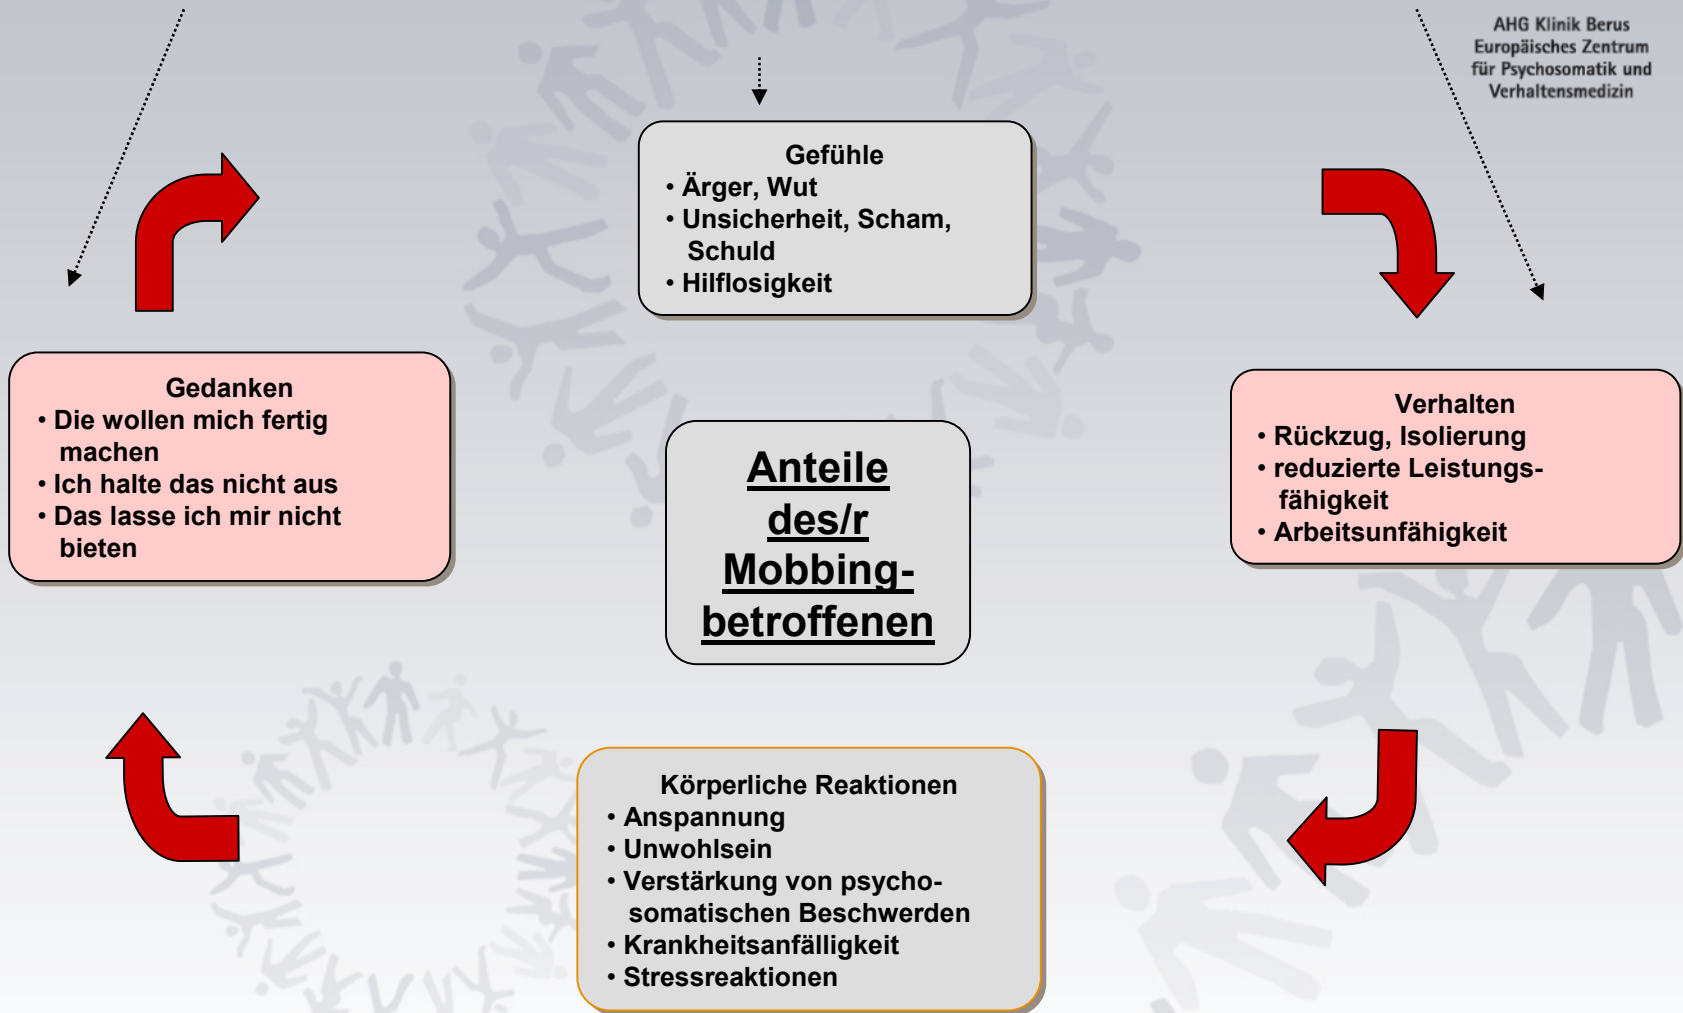 AHG Klinik Berus
Europäisches Zentrum
für Psychosomatik und
Verhaltensmedizin
Gefühle
• Ärger, Wut
• Unsicherheit, Scham,
Schuld
• Hilflosigkeit
Gedanken
• Die wollen mich fertig
machen
• Ich halte das nicht aus
• Das lasse ich mir nicht
bieten
Anteile
des/r
Mobbing-
betroffenen
Verhalten
• Rückzug, Isolierung
• reduzierte Leistungs-
fähigkeit
• Arbeitsunfähigkeit
Körperliche Reaktionen
• Anspannung
• Unwohlsein
• Verstärkung von psycho-
somatischen Beschwerden
• Krankheitsanfälligkeit
• Stressreaktionen